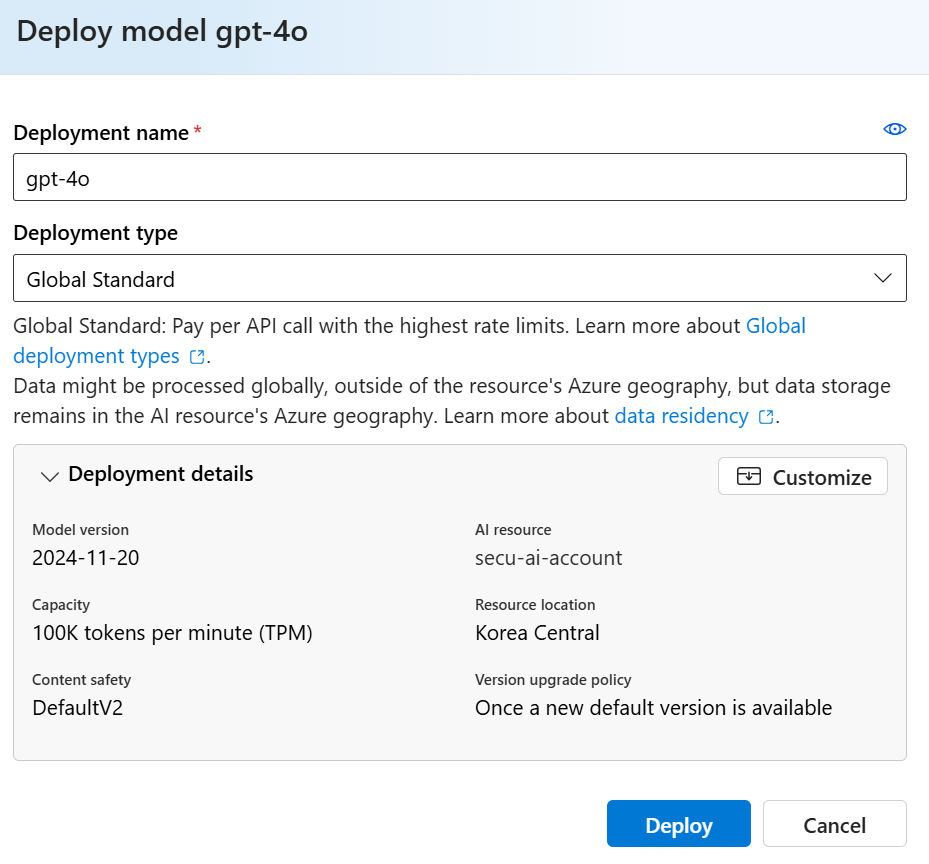 Deploy model gpt-4o
Deployment name *
gpt-4o
Deployment type
Global Standard
Global Standard: Pay per API call with the highest rate limits. Learn more about Global
deployment types .
Data might be processed globally, outside of the resource's Azure geography, but data storage
remains in the AI resource's Azure geography. Learn more about data residency .
Deployment details
Customize
Model version
2024-11-20
AI resource
secu-ai-account
Capacity
100K tokens per minute (TPM)
Resource location
Korea Central
Content safety
DefaultV2
Version upgrade policy
Once a new default version is available
Deploy
Cancel